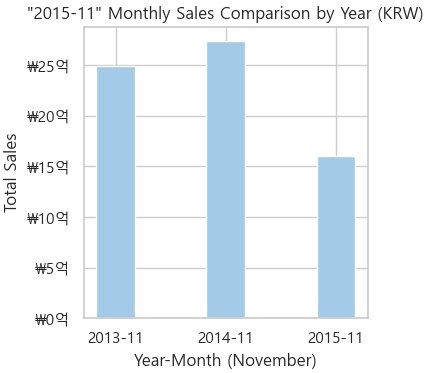 "2015-11" Monthly Sales Comparison by Year (KRW)
Total Sales
₩25억
₩20억
₩15억
₩10억
₩5억
₩0억
2013-11
2014-11
2015-11
Year-Month (November)